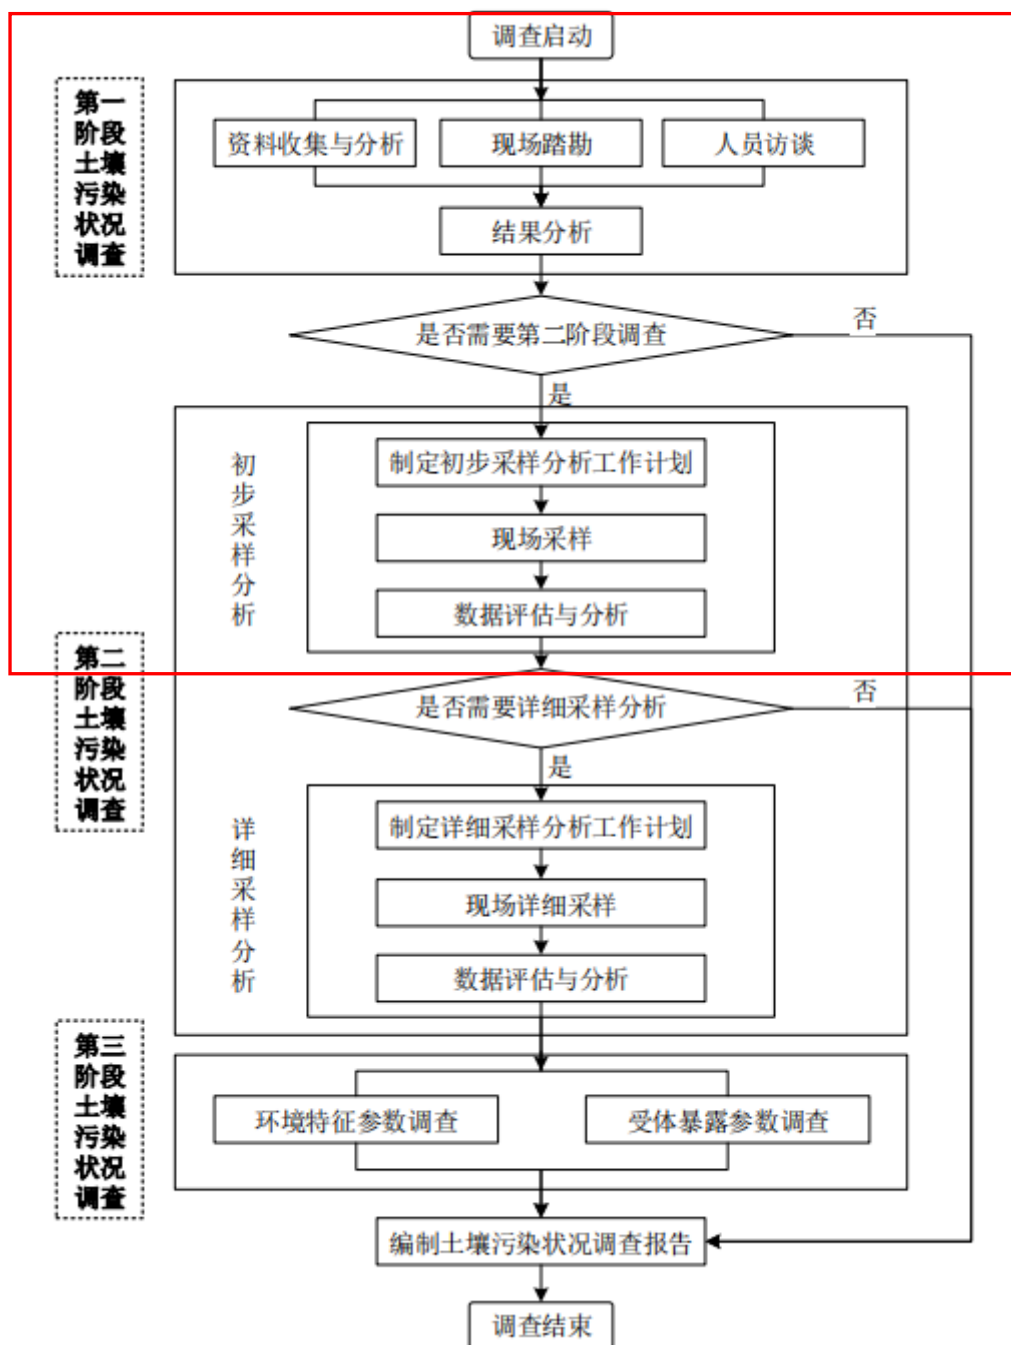 调查启动
第一
阶段
土壤
污染
状况
调查
资料收集与分析
现场踏勘
人员访谈
结果分析
是否需要第二阶段调查
否
是
初
步
采
样
分
析
制定初步采样分析工作计划
现场采样
数据评估与分析
第二
阶段
土壤
污染
状况
调查
是否需要详细采样分析
否
是
详
细
采
样
分
析
制定详细采样分析工作计划
现场详细采样
数据评估与分析
第三
阶段
土壤
污染
状况
调查
环境特征参数调查
受体暴露参数调查
编制土壤污染状况调查报告
调查结束